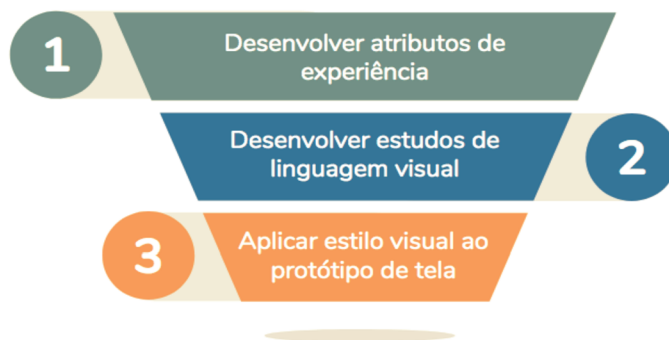 1
Desenvolver atributos de
experiência
Desenvolver estudos de
linguagem visual
2
3
Aplicar estilo visual ao
protótipo de tela